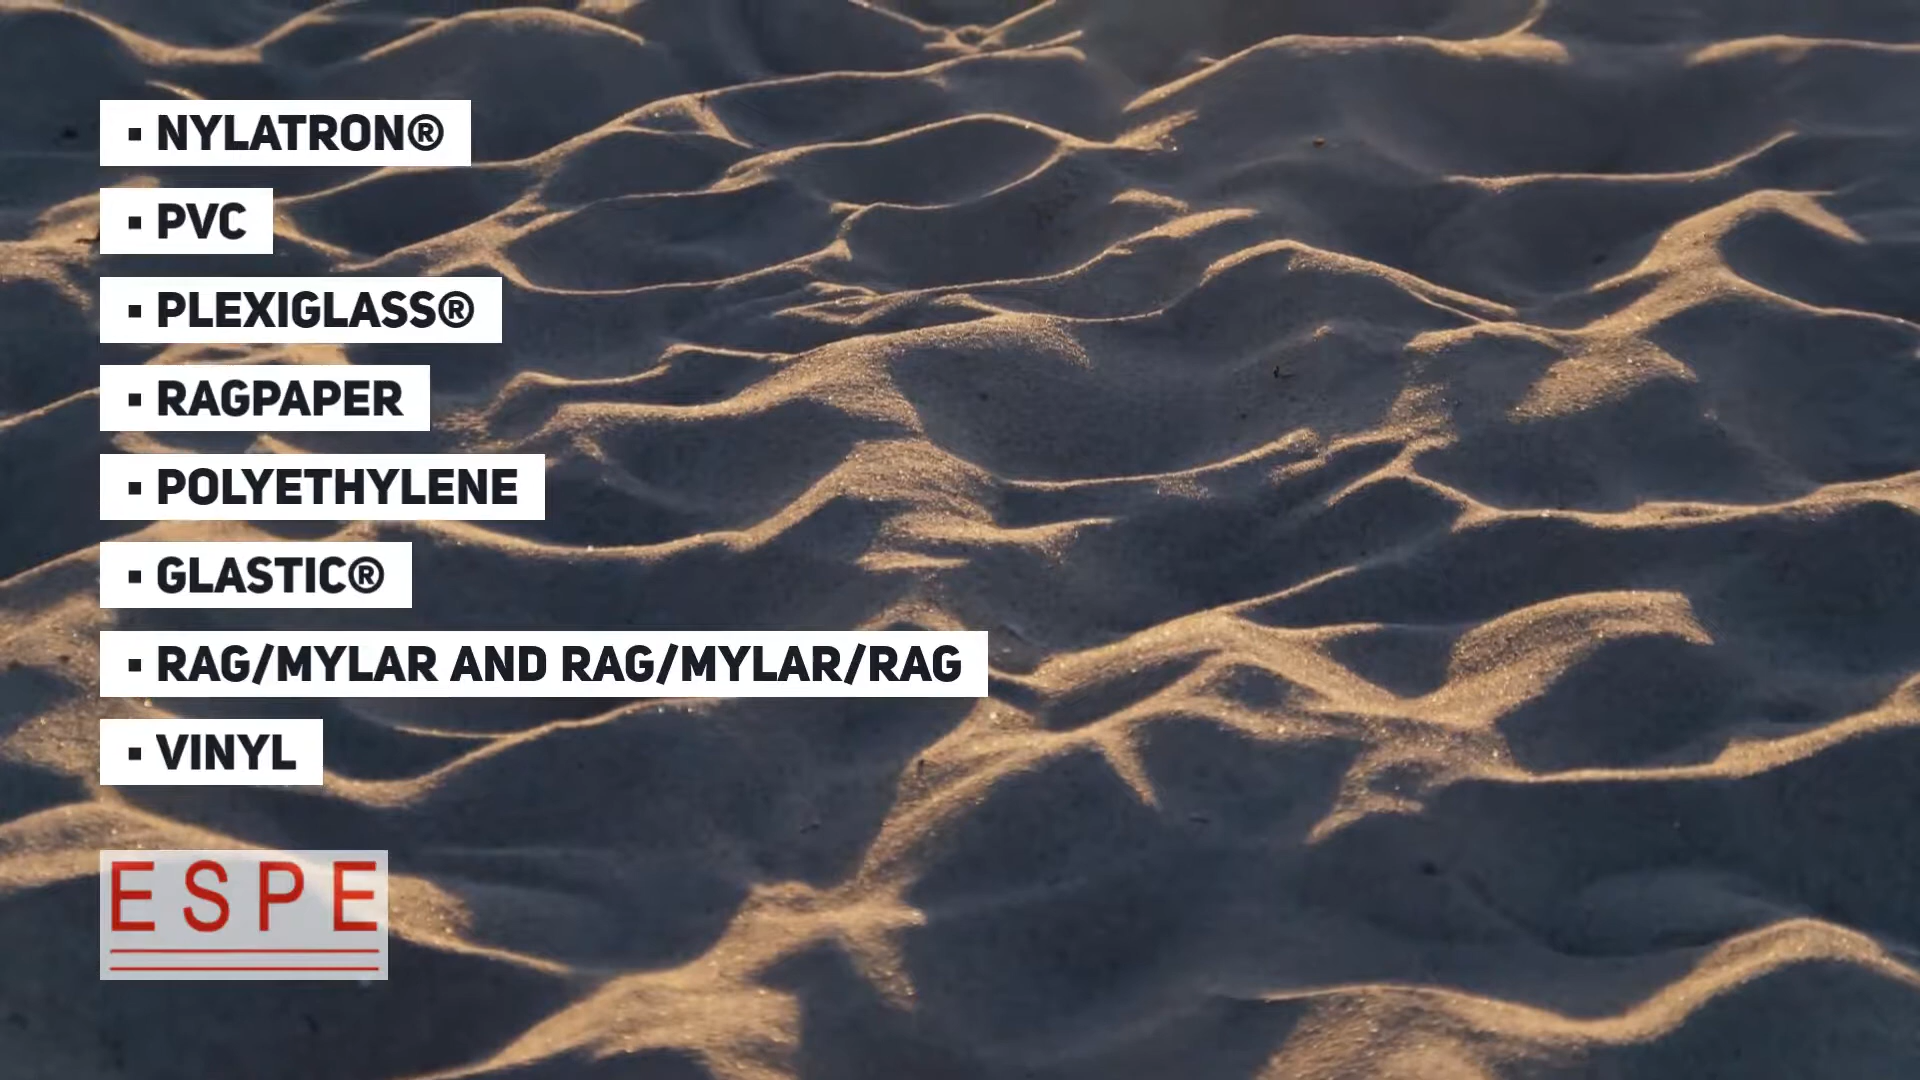 ▪ NYLATRON®
▪ PVC
▪ PLEXIGLASS®
▪ RAGPAPER
▪ POLYETHYLENE
▪ GLASTIC®
▪ RAG/MYLAR AND RAG/MYLAR/RAG
▪ VINYL
ESPE